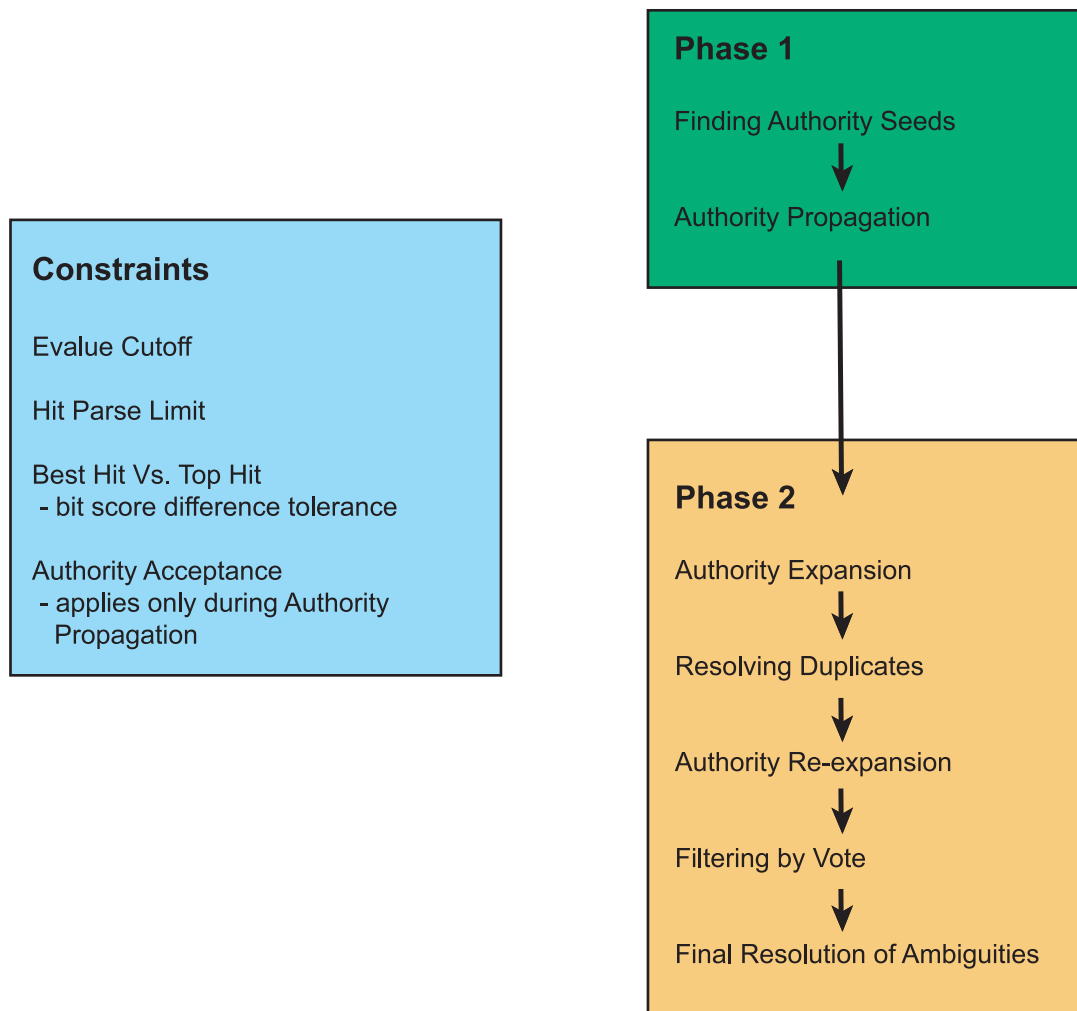 Phase 1
Finding Authority Seeds
Authority Propagation
Constraints
Evalue Cutoff
Hit Parse Limit
Best Hit Vs. Top Hit
- bit score difference tolerance
Authority Acceptance
- applies only during Authority
Propagation
Phase 2
Authority Expansion
Resolving Duplicates
Authority Re-expansion
Filtering by Vote
Final Resolution of Ambiguities